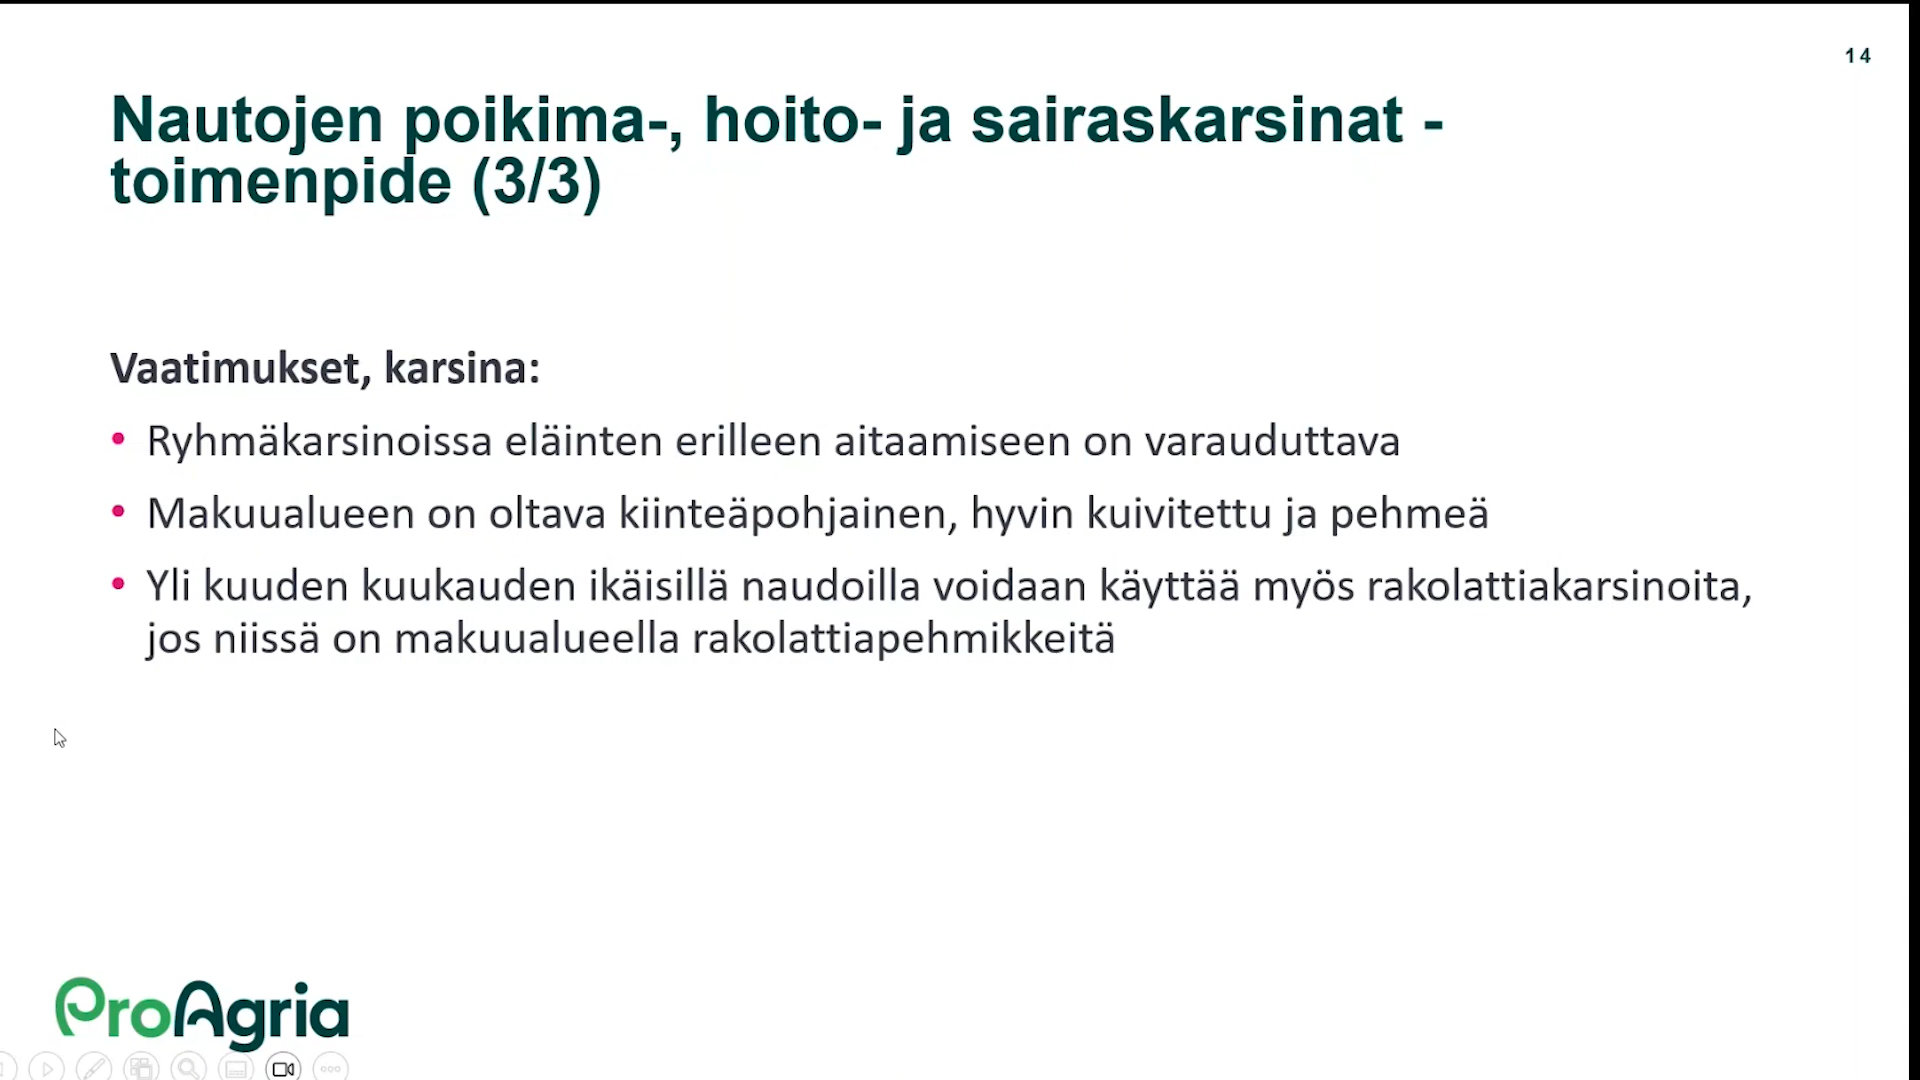 14
Nautojen poikima-, hoito- ja sairaskarsinat -
toimenpide (3/3)
Vaatimukset, karsina:
• Ryhmäkarsinoissa eläinten erilleen aitaamiseen on varauduttava
• Makuualueen on oltava kiinteäpohjainen, hyvin kuivitettu ja pehmeä
• Yli kuuden kuukauden ikäisillä naudoilla voidaan käyttää myös rakolattiakarsinoita,
jos niissä on makuualueella rakolattiapehmikkeitä
ProAgria